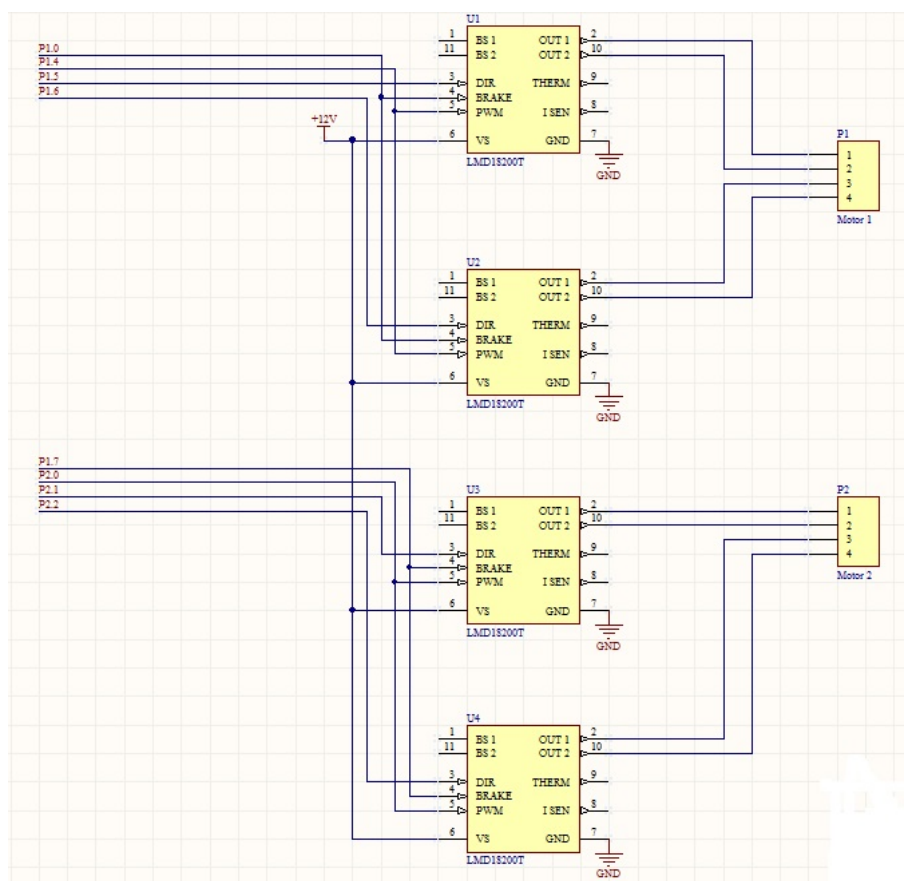 U1
P1.0
P1.4
P1.5
P1.6
1 BS 1 OUT 1 2
11 BS 2 OUT 2 10
3 DIR THERM 9
4 BRAKE
5 PWM I SEN 8
6 VS GND 7
+12V
LMD18200T
GND
P1
1
2
3
4
Motor 1
U2
1 BS 1 OUT 1 2
11 BS 2 OUT 2 10
3 DIR THERM 9
4 BRAKE
5 PWM I SEN 8
6 VS GND 7
LMD18200T
GND
P1.7
P2.0
P2.1
P2.2
U3
1 BS 1 OUT 1 2
11 BS 2 OUT 2 10
3 DIR THERM 9
4 BRAKE
5 PWM I SEN 8
6 VS GND 7
LMD18200T
GND
P2
1
2
3
4
Motor 2
U4
1 BS 1 OUT 1 2
11 BS 2 OUT 2 10
3 DIR THERM 9
4 BRAKE
5 PWM I SEN 8
6 VS GND 7
LMD18200T
GND